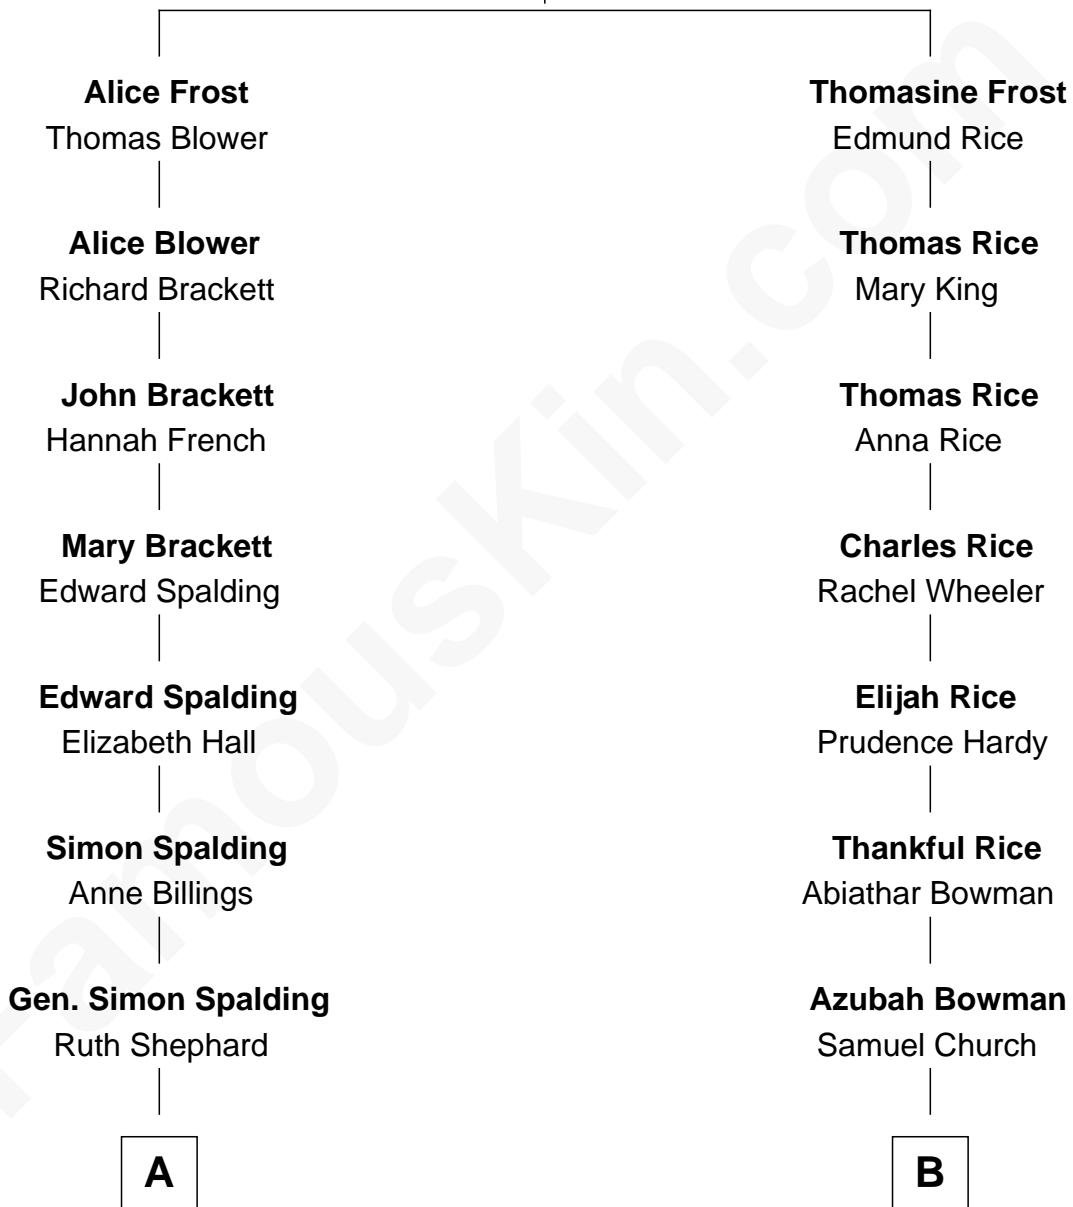 Alice Frost
Thomas Blower
Alice Blower
Richard Brackett
John Brackett
Hannah French
Mary Brackett
Edward Spalding
Edward Spalding
Elizabeth Hall
Simon Spalding
Anne Billings
Gen. Simon Spalding
Ruth Shephard
A
Thomasine Frost
Edmund Rice
Thomas Rice
Mary King
Thomas Rice
Anna Rice
Charles Rice
Rachel Wheeler
Elijah Rice
Prudence Hardy
Thankful Rice
Abiathar Bowman
Azubah Bowman
Samuel Church
B
FamousKin.com